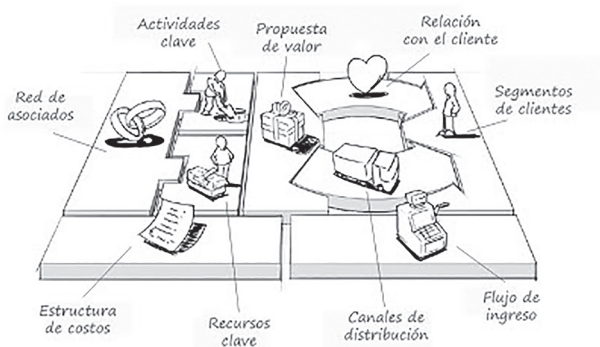 Actividades
clave
Propuesta
de valor
Relación
con el cliente
Red de
asociados
Segmentos
de clientes
Estructura
de costos
Recursos
clave
Canales de
distribución
Flujo de
ingreso